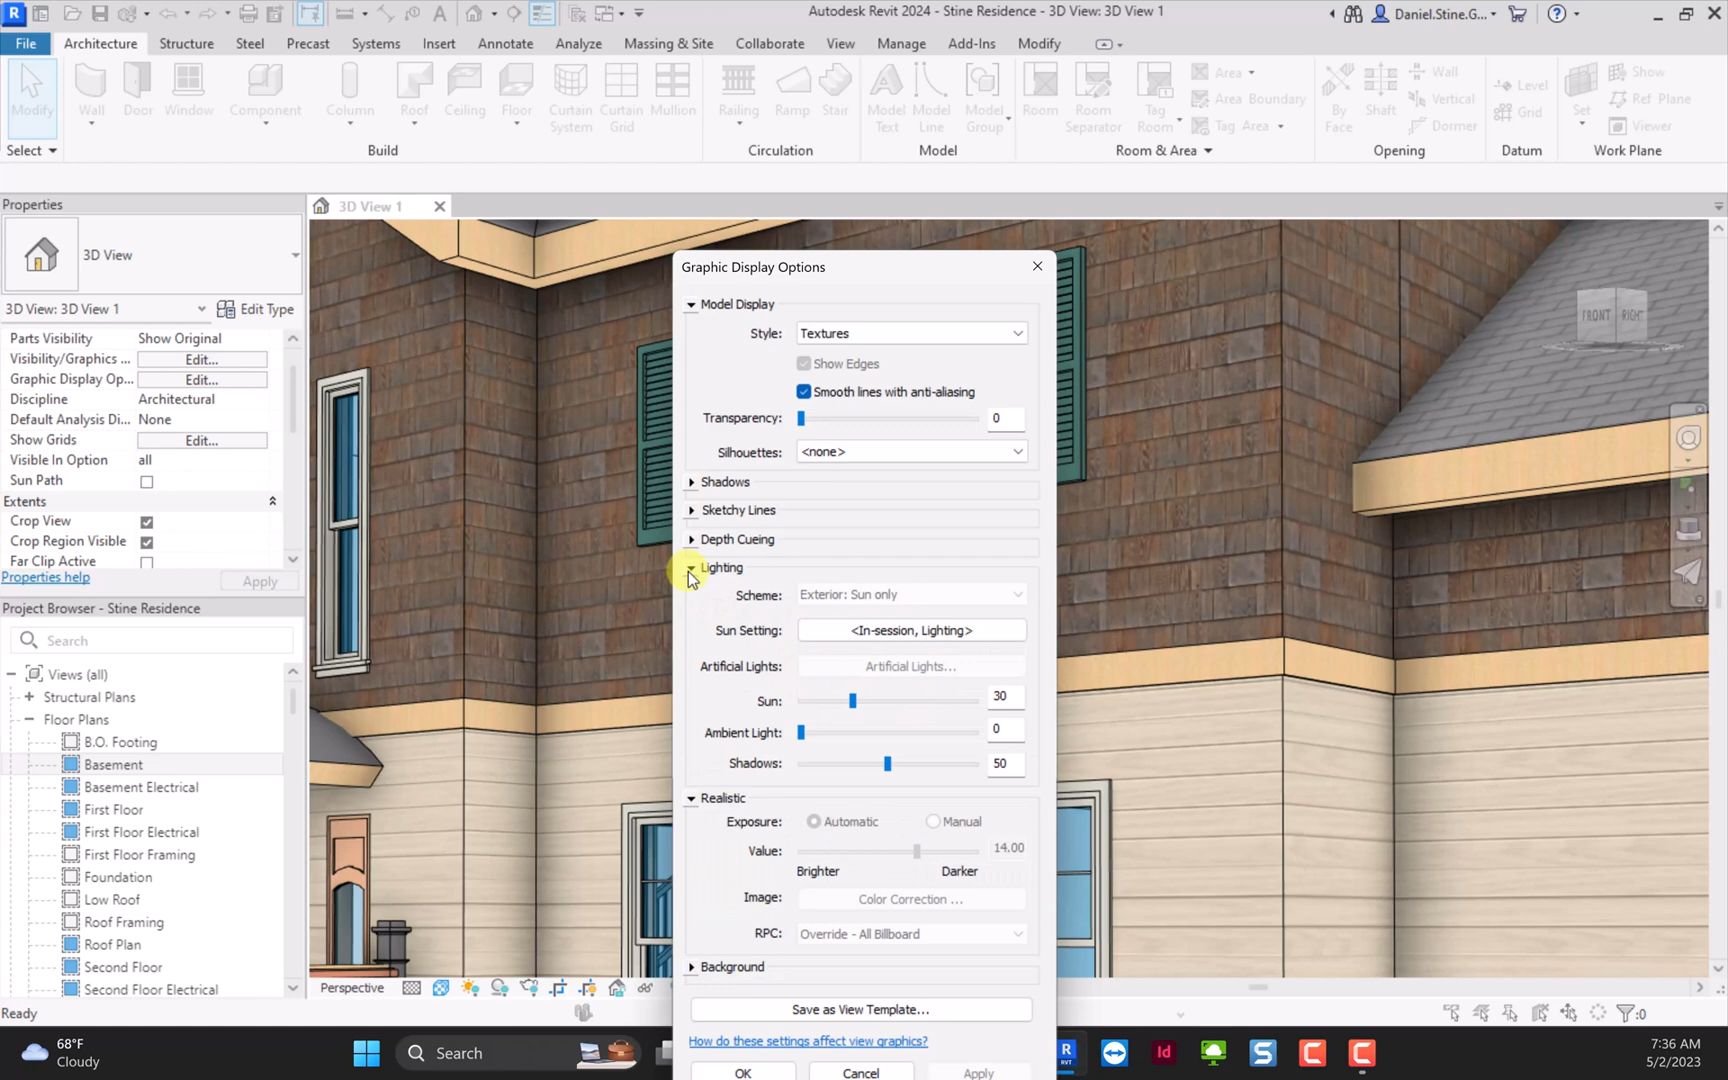 Autodesk Revit 2024 - Stine Residence - 3D View: 3D View 1
Daniel.Stine.G...
File Architecture Structure Steel Precast Systems Insert Annotate Analyze Massing & Site Collaborate View Manage Add-Ins Modify
Modify Wall Door Window Component Column Roof Ceiling Floor Curtain System Curtain Grid Mullion Railing Ramp Stair Model Text Model Line Model Group Room Room Separator Tag Room Area Area Boundary Tag Area By Face Shaft Wall Vertical Dormer Level Grid Set Show Ref Plane Viewer
Select Build Circulation Model Room & Area Opening Datum Work Plane
Properties
3D View
3D View: 3D View 1 Edit Type
Parts Visibility Show Original
Visibility/Graphics ... Edit...
Graphic Display Op... Edit...
Discipline Architectural
Default Analysis Di... None
Show Grids Edit...
Visible In Option all
Sun Path
Extents
Crop View
Crop Region Visible
Far Clip Active
Properties help Apply
Project Browser - Stine Residence
Search
Views (all)
Structural Plans
Floor Plans
B.O. Footing
Basement
Basement Electrical
First Floor
First Floor Electrical
First Floor Framing
Foundation
Low Roof
Roof Framing
Roof Plan
Second Floor
Second Floor Electrical
3D View 1
FRONT RIGHT
Graphic Display Options
Model Display
Style: Textures
Show Edges
Smooth lines with anti-aliasing
Transparency: 0
Silhouettes: <none>
Shadows
Sketchy Lines
Depth Cueing
Lighting
Scheme: Exterior: Sun only
Sun Setting: <In-session, Lighting>
Artificial Lights: Artificial Lights...
Sun: 30
Ambient Light: 0
Shadows: 50
Realistic
Exposure: Automatic Manual
Value: 14.00
Brighter Darker
Image: Color Correction ...
RPC: Override - All Billboard
Background
Save as View Template...
How do these settings affect view graphics?
OK Cancel Apply
Perspective
Ready
:0
68°F
Cloudy
Search
R
RVT
Id
S
C
C
7:36 AM
5/2/2023